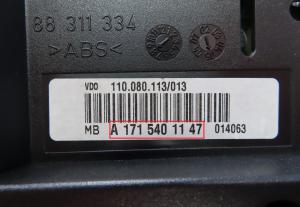 88 311 334
>ABS<
VDO 110.080.113/013
MB A 171 540 11 47 014063